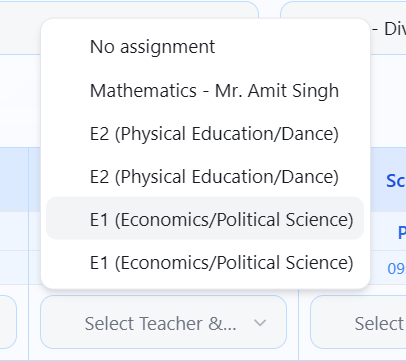 - Div
No assignment
Mathematics - Mr. Amit Singh
E2 (Physical Education/Dance)
E2 (Physical Education/Dance)
E1 (Economics/Political Science)
E1 (Economics/Political Science)
Sc
P
09
Select Teacher &...
Select